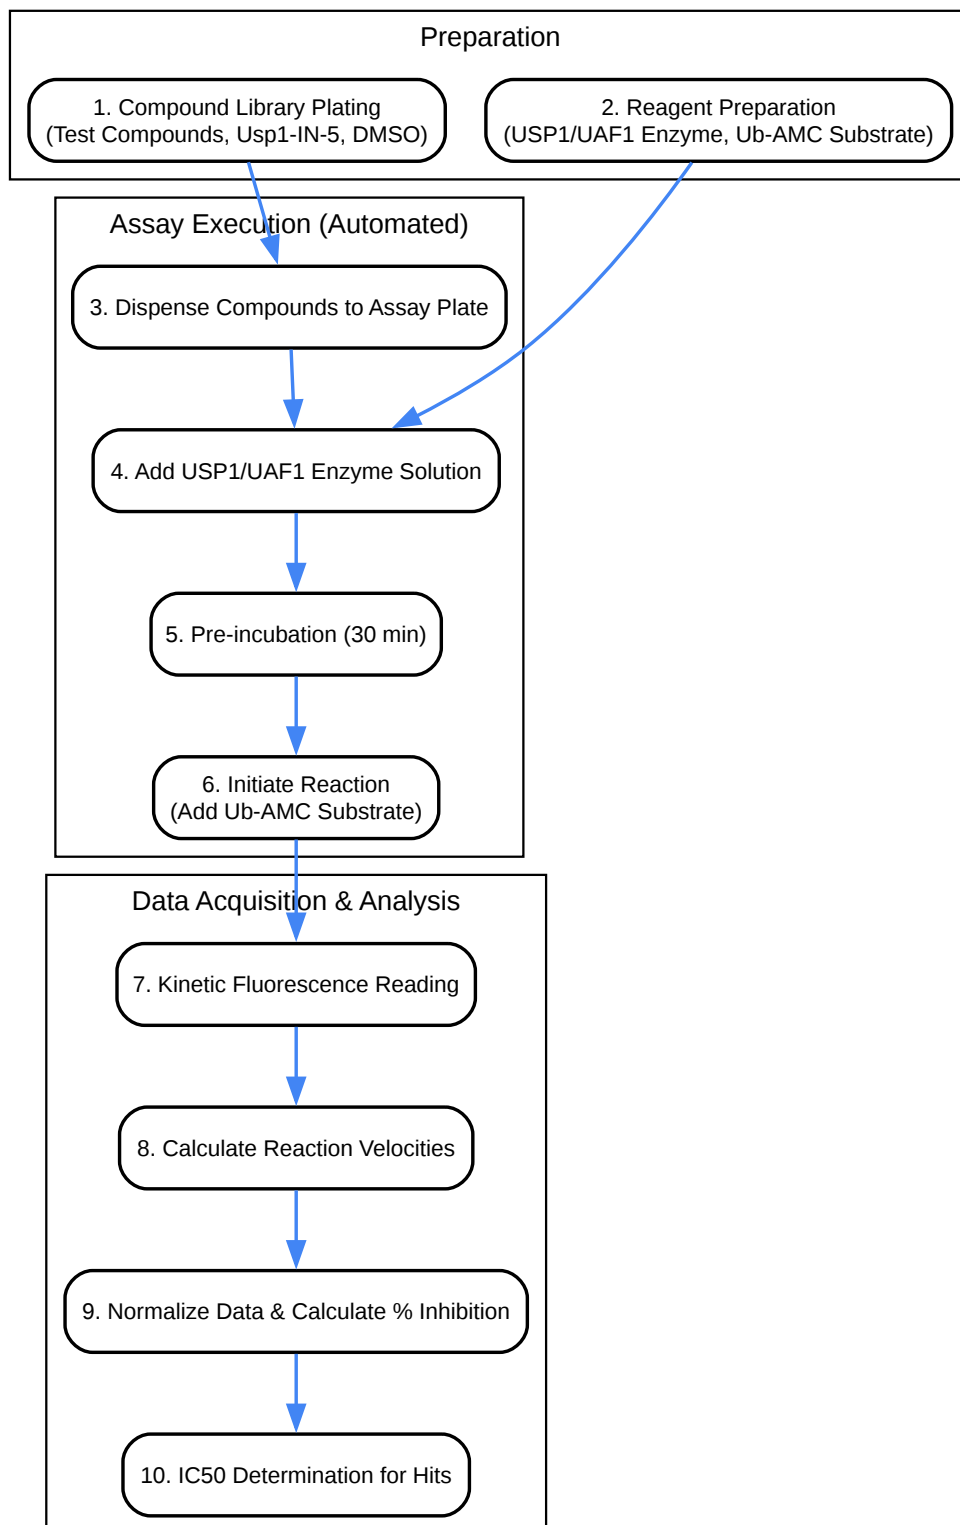 Preparation
1. Compound Library Plating
(Test Compounds, Usp1-IN-5, DMSO)
2. Reagent Preparation
(USP1/UAF1 Enzyme, Ub-AMC Substrate)
Assay Execution (Automated)
3. Dispense Compounds to Assay Plate
4. Add USP1/UAF1 Enzyme Solution
5. Pre-incubation (30 min)
6. Initiate Reaction
(Add Ub-AMC Substrate)
Data Acquisition & Analysis
7. Kinetic Fluorescence Reading
8. Calculate Reaction Velocities
9. Normalize Data & Calculate % Inhibition
10. IC50 Determination for Hits